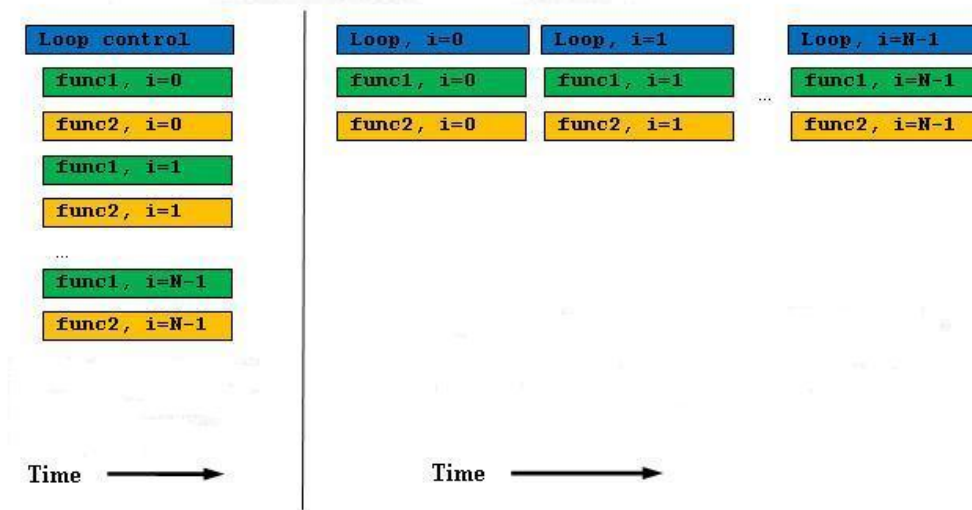 Loop control
func1, i=0
func2, i=0
func1, i=1
func2, i=1
...
func1, i=N-1
func2, i=N-1
Time
Loop, i=0
Loop, i=1
...
Loop, i=N-1
func1, i=0
func1, i=1
func1, i=N-1
func2, i=0
func2, i=1
func2, i=N-1
Time